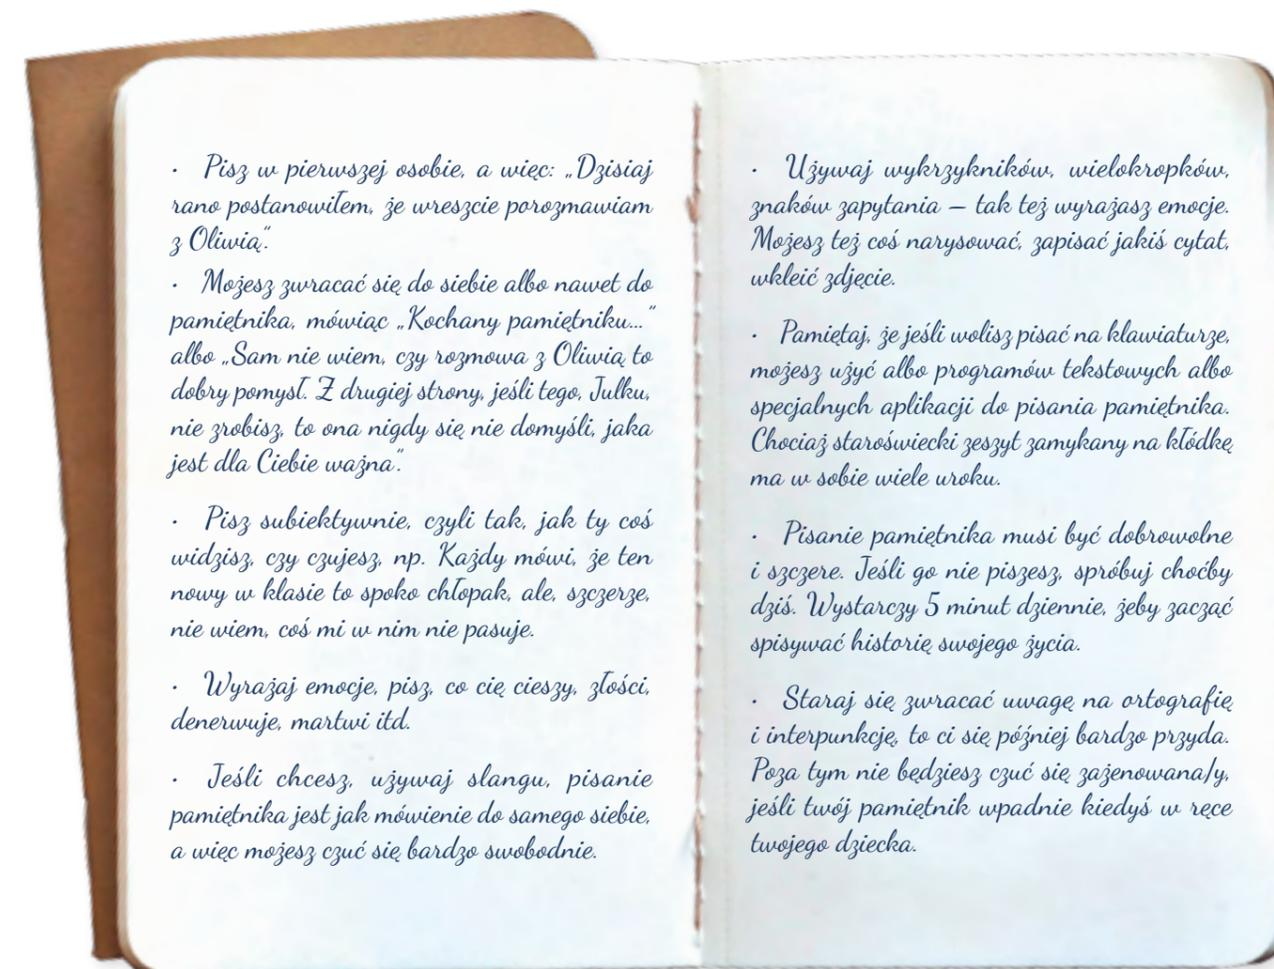 · Pisz w pierwszej osobie, a więc: „Dzisiaj
rano postanowiłem, że wreszcie porozmawiam
z Oliwią”.
· Możesz zwracać się do siebie albo nawet do
pamiętnika, mówiąc „Kochany pamiętniku...”
albo „Sam nie wiem, czy rozmowa z Oliwią to
dobry pomysł. Z drugiej strony, jeśli tego, Julku,
nie zrobisz, to ona nigdy się nie domyśli, jaka
jest dla Ciebie ważna”.
· Pisz subiektywnie, czyli tak, jak ty coś
widzisz, czy czujesz, np. Każdy mówi, że ten
nowy w klasie to spoko chłopak, ale, szczerze,
nie wiem, coś mi w nim nie pasuje.
· Wyrażaj emocje, pisz, co cię cieszy, złości,
denerwuje, martwi itd.
· Jeśli chcesz, używaj slangu, pisanie
pamiętnika jest jak mówienie do samego siebie,
a więc możesz czuć się bardzo swobodnie.
· Używaj wykrzykników, wielokropków,
znaków zapytania – tak też wyrażasz emocje.
Możesz też coś narysować, zapisać jakiś cytat,
wkleić zdjęcie.
· Pamiętaj, że jeśli wolisz pisać na klawiaturze,
możesz użyć albo programów tekstowych albo
specjalnych aplikacji do pisania pamiętnika.
Chociaż staroświecki zeszyt zamykany na kłódkę
ma w sobie wiele uroku.
· Pisanie pamiętnika musi być dobrowolne
i szczere. Jeśli go nie piszesz, spróbuj choćby
dziś. Wystarczy 5 minut dziennie, żeby zacząć
spisywać historię swojego życia.
· Staraj się zwracać uwagę na ortografię
i interpunkcję, to ci się później bardzo przyda.
Poza tym nie będziesz czuć się zażenowana/y,
jeśli twój pamiętnik wpadnie kiedyś w ręce
twojego dziecka.